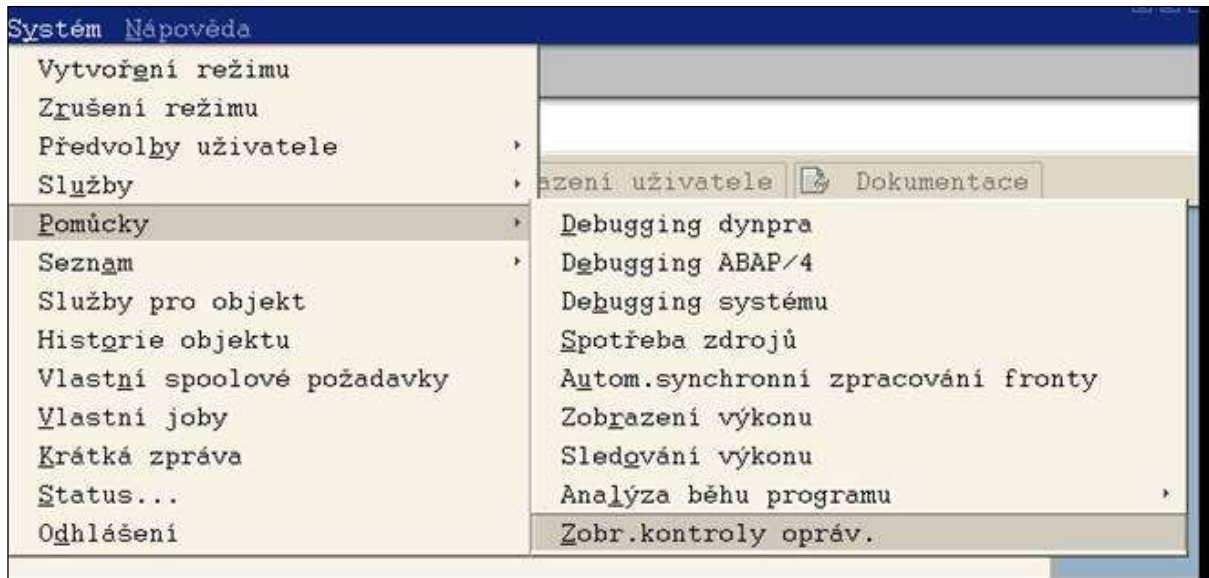 Systém Nápověda
Vytvoření režimu
Zrušení režimu
Předvolby uživatele
Služby
azení uživatele Dokumentace
Pomůcky
Seznam
Služby pro objekt
Historie objektu
Vlastní spoolové požadavky
Vlastní joby
Krátká zpráva
Status...
Odhlášení
Debugging dynpra
Debugging ABAP/4
Debugging systému
Spotřeba zdrojů
Autom.synchronní zpracování fronty
Zobrazení výkonu
Sledování výkonu
Analýza běhu programu
Zobr.kontroly opráv.